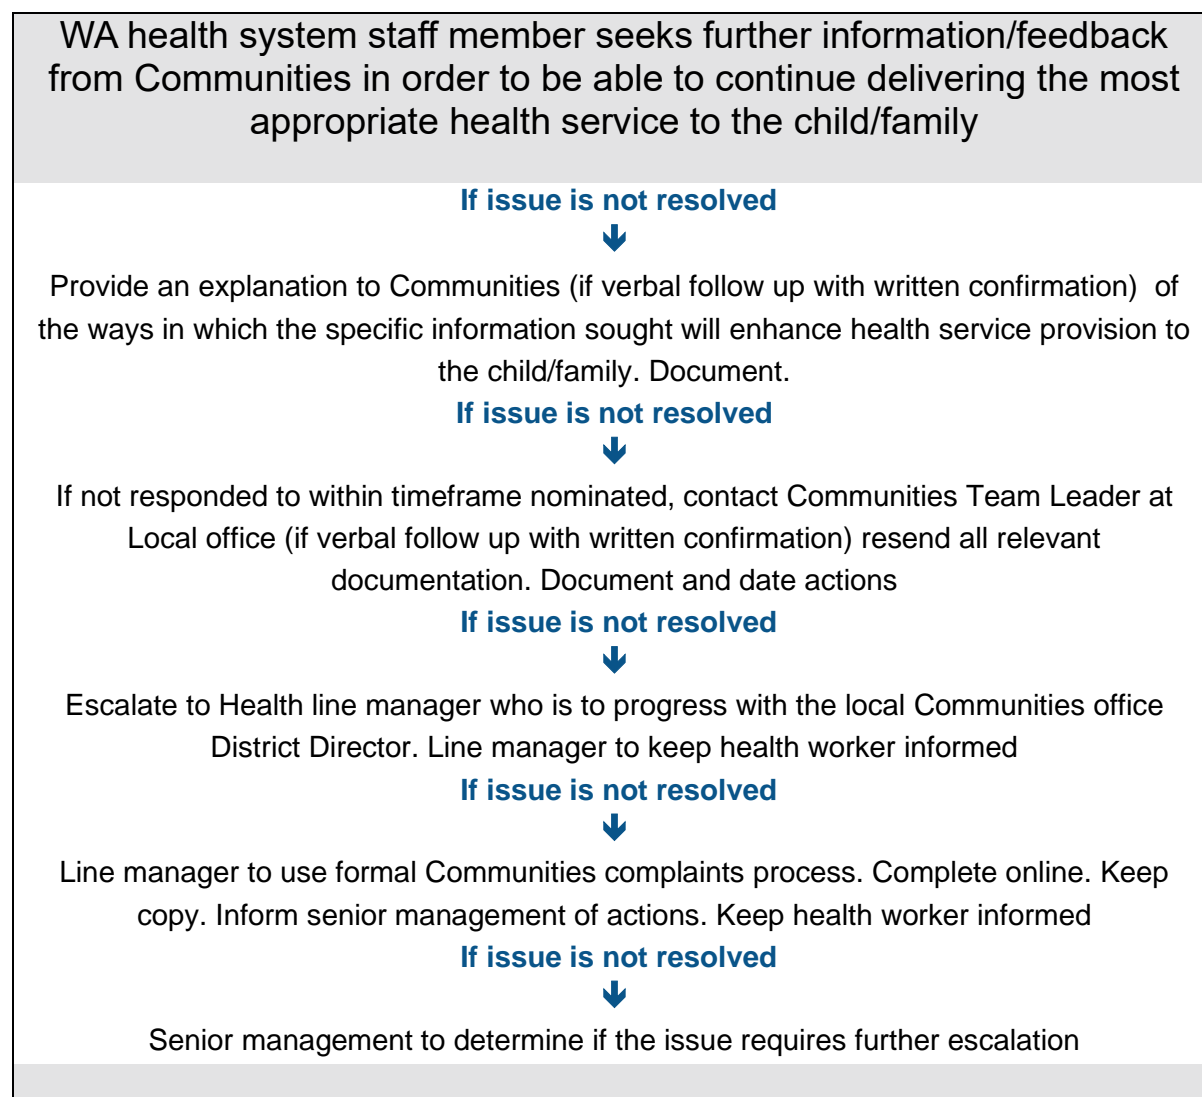 WA health system staff member seeks further information/feedback
from Communities in order to be able to continue delivering the most
appropriate health service to the child/family
If issue is not resolved
🡻
Provide an explanation to Communities (if verbal follow up with written confirmation)  of
the ways in which the specific information sought will enhance health service provision to
the child/family. Document.
If issue is not resolved
🡻
If not responded to within timeframe nominated, contact Communities Team Leader at
Local office (if verbal follow up with written confirmation) resend all relevant
documentation. Document and date actions
If issue is not resolved
🡻
Escalate to Health line manager who is to progress with the local Communities office
District Director. Line manager to keep health worker informed
If issue is not resolved
🡻
Line manager to use formal Communities complaints process. Complete online. Keep
copy. Inform senior management of actions. Keep health worker informed
If issue is not resolved
🡻
Senior management to determine if the issue requires further escalation